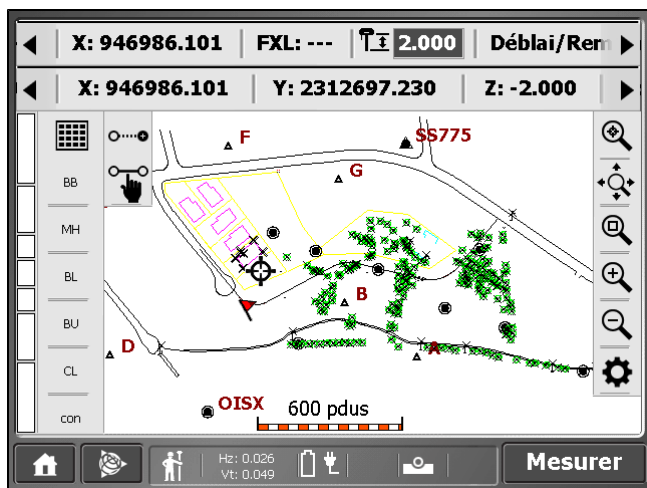 X: 946986.101 FXL: --- 2.000 Déblai/Rem
X: 946986.101 Y: 2312697.230 Z: -2.000
BB
MH
BL
BU
CL
con
F
SS775
G
B
D
A
OISX
600 pdus
Hz: 0.026
Vt: 0.049
Mesurer